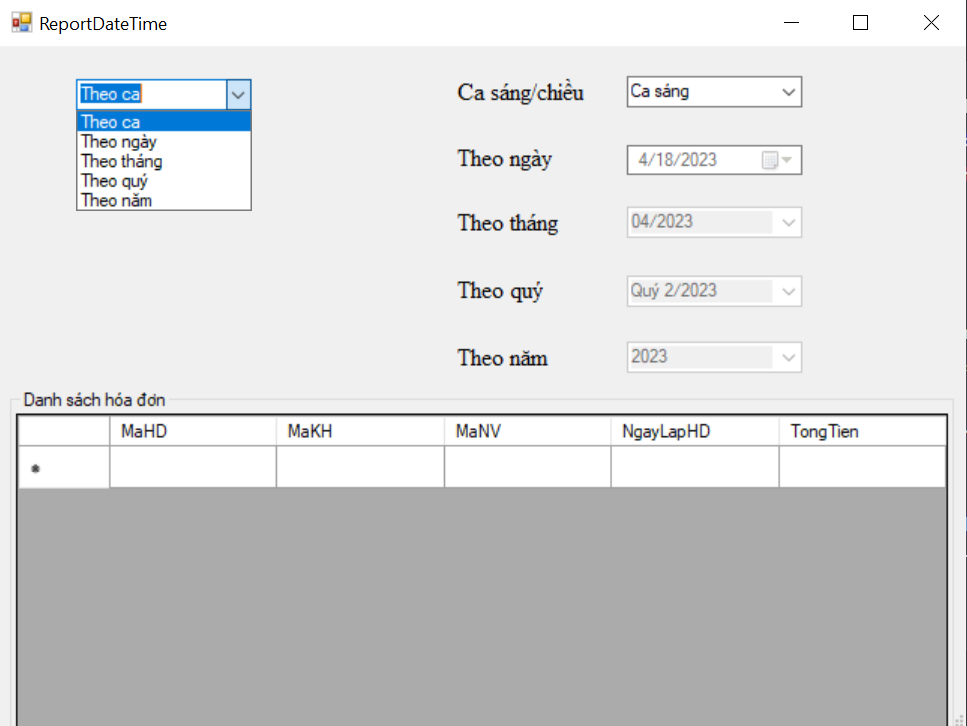 ReportDateTime
Theo ca
Theo ca
Theo ngày
Theo tháng
Theo quý
Theo năm
Ca sáng/chiều Ca sáng
Theo ngày 4/18/2023
Theo tháng 04/2023
Theo quý Quý 2/2023
Theo năm 2023
Danh sách hóa đơn
MaHD MaKH MaNV NgayLapHD TongTien